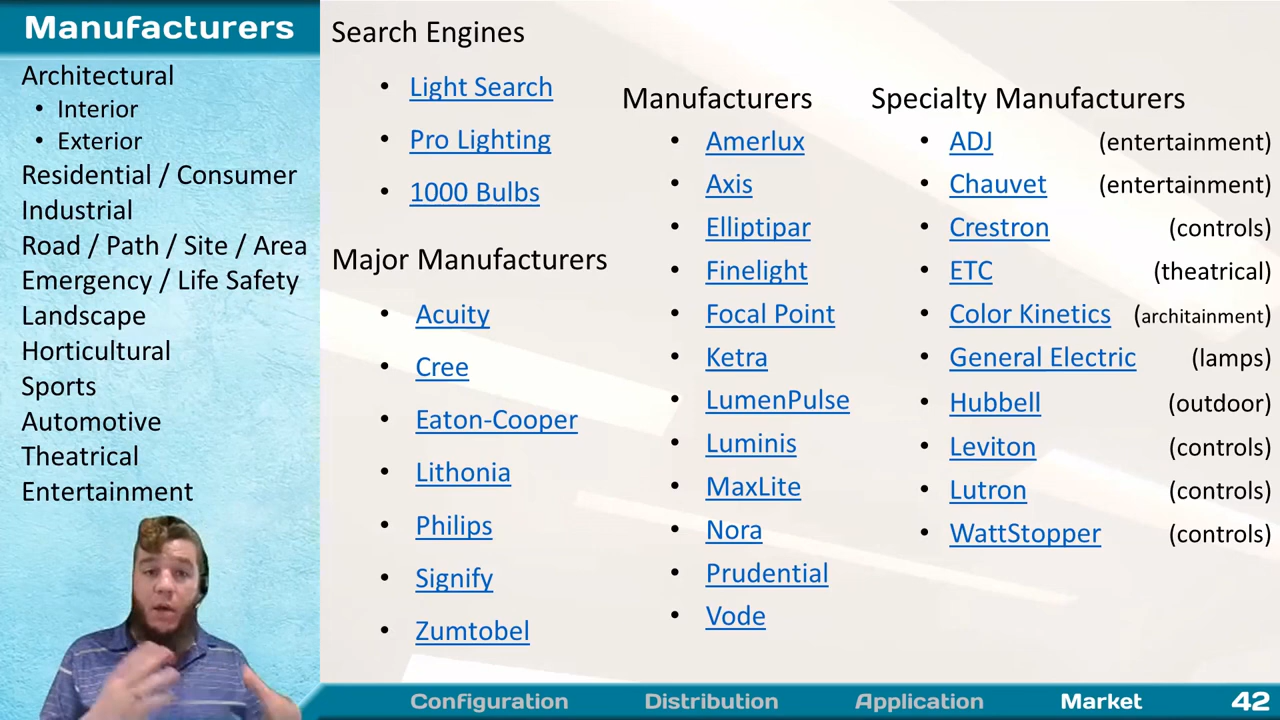 Manufacturers
Architectural
• Interior
• Exterior
Residential / Consumer
Industrial
Road / Path / Site / Area
Emergency / Life Safety
Landscape
Horticultural
Sports
Automotive
Theatrical
Entertainment
Search Engines
• Light Search
• Pro Lighting
• 1000 Bulbs
Major Manufacturers
• Acuity
• Cree
• Eaton-Cooper
• Lithonia
• Philips
• Signify
• Zumtobel
Manufacturers
• Amerlux
• Axis
• Elliptipar
• Finelight
• Focal Point
• Ketra
• LumenPulse
• Luminis
• MaxLite
• Nora
• Prudential
• Vode
Specialty Manufacturers
• ADJ (entertainment)
• Chauvet (entertainment)
• Crestron (controls)
• ETC (theatrical)
• Color Kinetics (architainment)
• General Electric (lamps)
• Hubbell (outdoor)
• Leviton (controls)
• Lutron (controls)
• WattStopper (controls)
Configuration Distribution Application Market 42